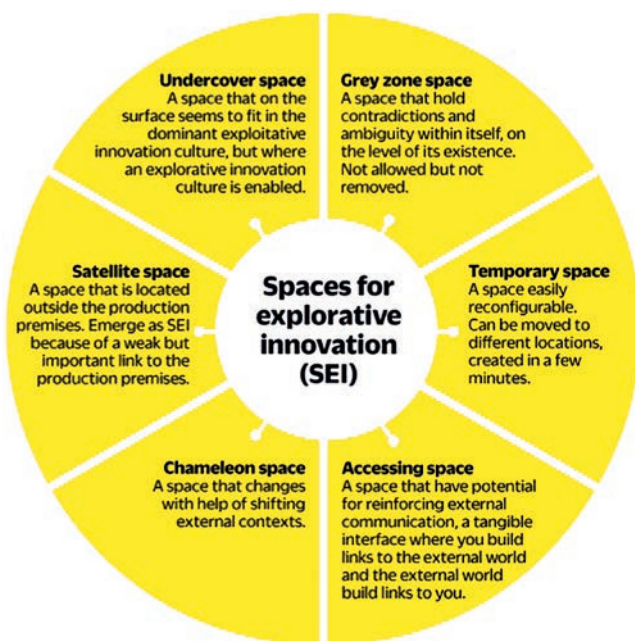 Undercover space
A space that on the
surface seems to fit in the
dominant exploitative
innovation culture, but where
an explorative innovation
culture is enabled.
Grey zone space
A space that hold
contradictions and
ambiguity within itself, on
the level of its existence.
Not allowed but not
removed.
Satellite space
A space that is located
outside the production
premises. Emerge as SEI
because of a weak but
important link to the
production premises.
Spaces for
explorative
innovation
(SEI)
Temporary space
A space easily
reconfigurable.
Can be moved to
different locations,
created in a few
minutes.
Chameleon space
A space that changes
with help of shifting
external contexts.
Accessing space
A space that have potential
for reinforcing external
communication, a tangible
interface where you build
links to the external world
and the external world
build links to you.